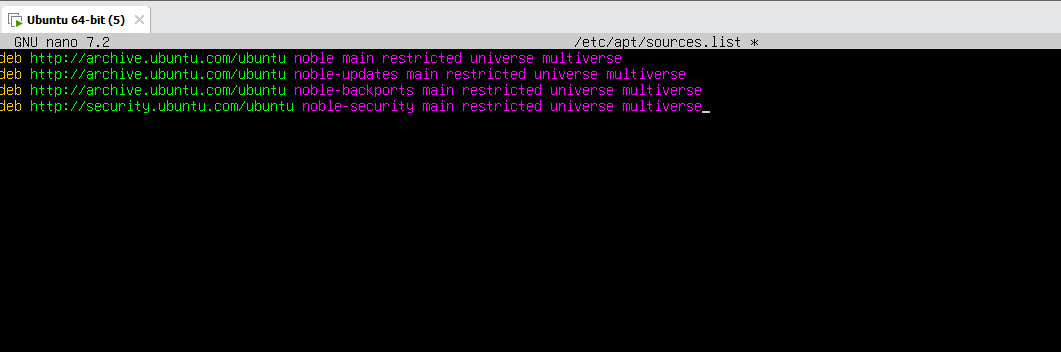 Ubuntu 64-bit (5)
GNU nano 7.2 /etc/apt/sources.list *
deb http://archive.ubuntu.com/ubuntu noble main restricted universe multiverse
deb http://archive.ubuntu.com/ubuntu noble-updates main restricted universe multiverse
deb http://archive.ubuntu.com/ubuntu noble-backports main restricted universe multiverse
deb http://security.ubuntu.com/ubuntu noble-security main restricted universe multiverse